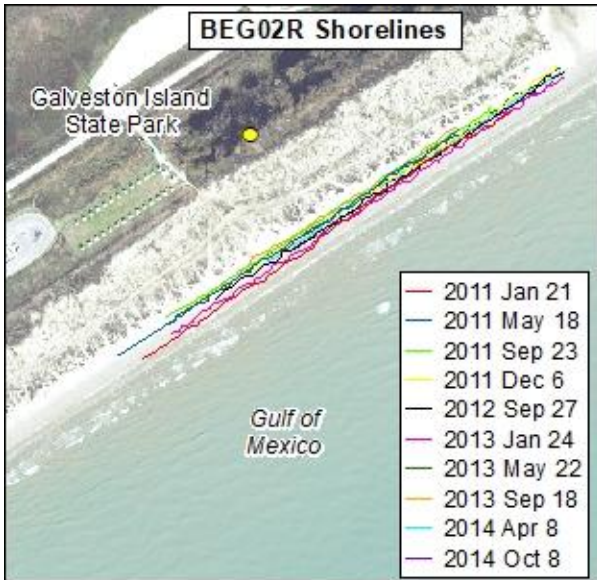 BEG02R Shorelines
Galveston Island
State Park
Gulf of
Mexico
2011 Jan 21
2011 May 18
2011 Sep 23
2011 Dec 6
2012 Sep 27
2013 Jan 24
2013 May 22
2013 Sep 18
2014 Apr 8
2014 Oct 8